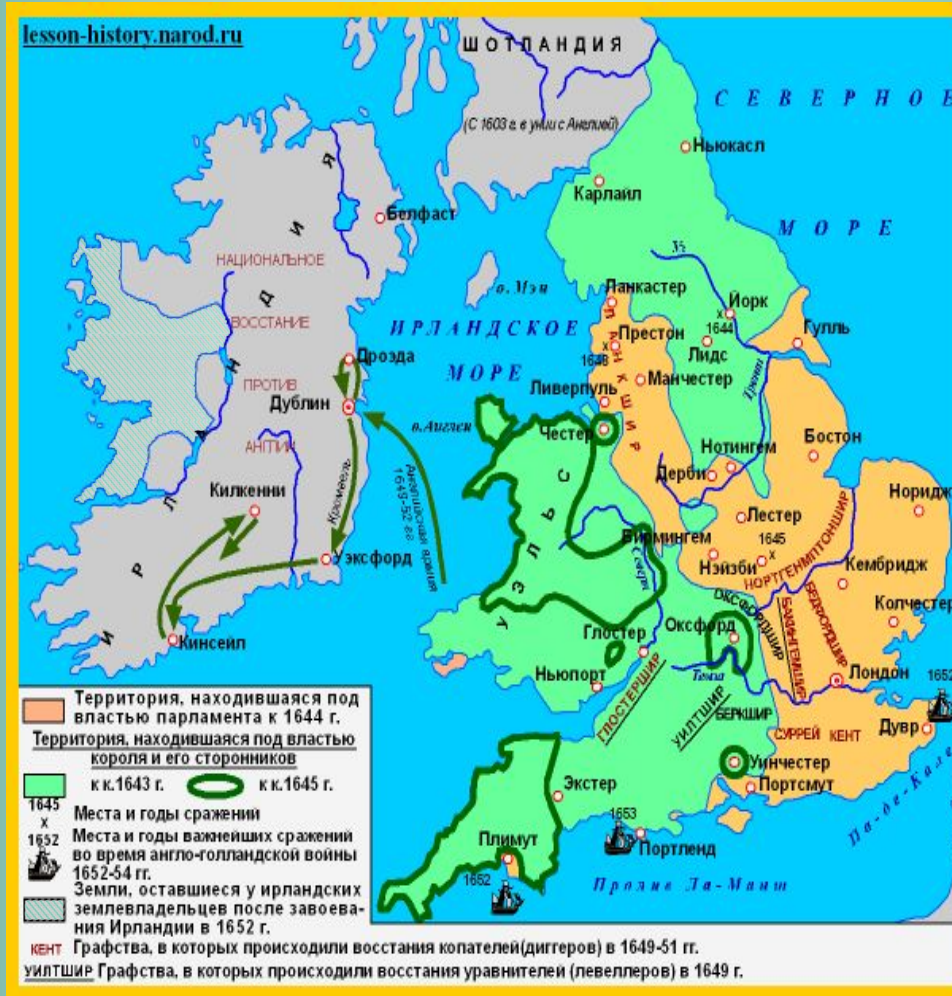 lesson-history.narod.ru
ШОТЛАНДИЯ
(С 1603 г. в унии с Англией)
СЕВЕРНОЕ
МОРЕ
Ньюкасл
Карлайл
Белфаст
НАЦИОНАЛЬНОЕ
ВОССТАНИЕ
ПРОТИВ
АНГЛИИ
ИРЛАНДИЯ
о. Мэн
ИРЛАНДСКОЕ
МОРЕ
Ланкастер
Йорк
1644
х
Гулль
Престон
х
1648
Лидс
ЛАНКШИР
Манчестер
Трент
Дрозда
Дублин
Ливерпуль
о.Англси
Честер
Нотингем
Бостон
Дерби
Норидж
Английская армия
1649-52 гг.
Кромвель
Килкенни
УЭЛЬС
Лестер
Бирмингем
1645
х
Нэйзби
НОРТГЕМПТОНШИР
Кембридж
Уэксфорд
Северн
ОКСФОРДШИР
БАКИНГЕМШИР
БЕДФОРДШИР
Колчестер
Кинсейл
Глостер
Оксфорд
Ньюпорт
Темза
Лондон
1652
ГЛОСТЕРШИР
УИЛТШИР
БЕРКШИР
СУРРЕЙ
КЕНТ
Дувр
Уинчестер
Портсмут
Па-де-Кале
Экстер
1653
Портленд
Плимут
1652
Пролив Ла-Манш
Территория, находившаяся под
властью парламента к 1644 г.
Территория, находившаяся под властью
короля и его сторонников
к к.1643 г. к к.1645 г.
1645
х
Места и годы сражений
1652
Места и годы важнейших сражений
во время англо-голландской войны
1652-54 гг.
Земли, оставшиеся у ирландских
землевладельцев после завоева-
ния Ирландии в 1652 г.
КЕНТ Графства, в которых происходили восстания копателей(диггеров) в 1649-51 гг.
УИЛТШИР Графства, в которых происходили восстания уравнителей (левеллеров) в 1649 г.